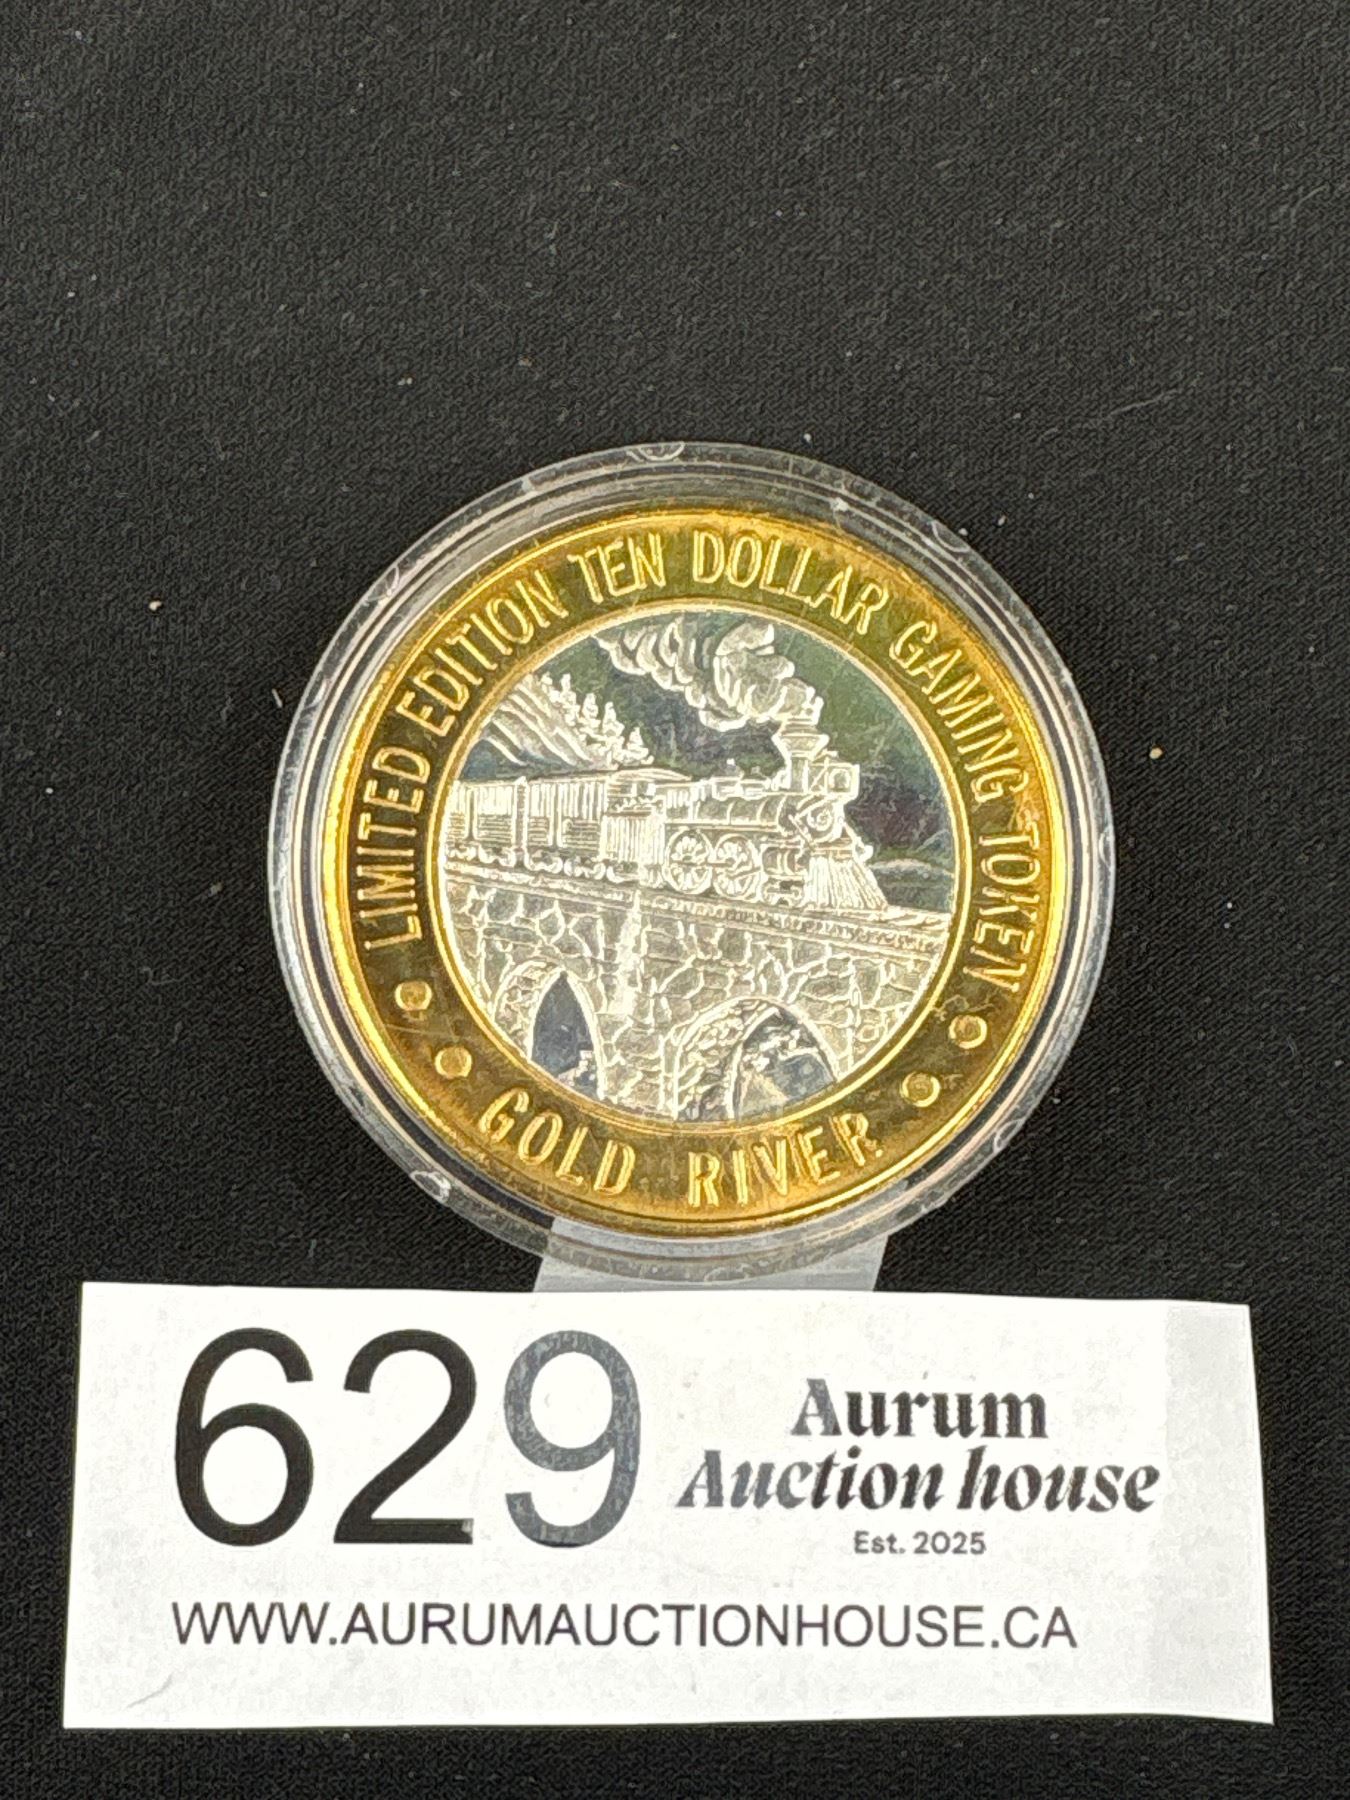 LIMITED EDITION TEN DOLLAR GAMING TOKEN
GOLD RIVER
629
Aurum
Auction house
Est. 2025
WWW.AURUMAUCTIONHOUSE.CA